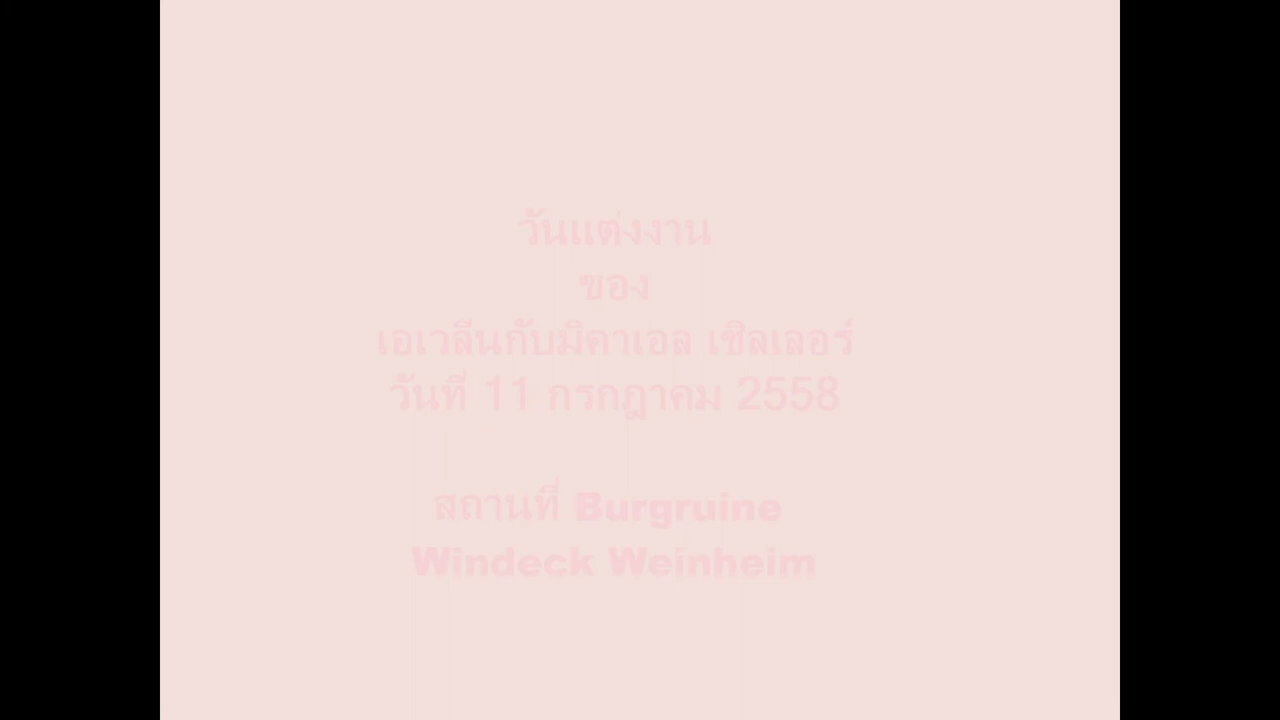 วันแต่งงาน
ของ
เอเวลีนกับมิคาเอล เซิลเลอร์
วันที่ 11 กรกฎาคม 2558
สถานที่ Burgruine
Windeck Weinheim